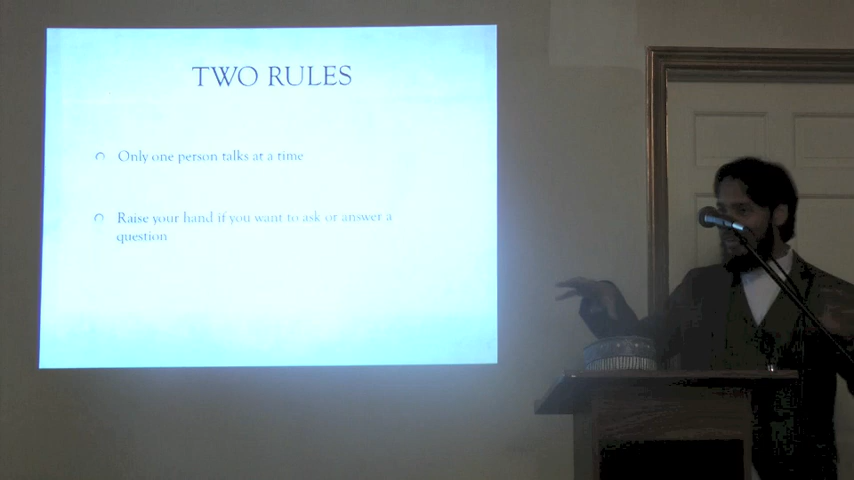 TWO RULES
Only one person talks at a time
Raise your hand if you want to ask or answer a
question